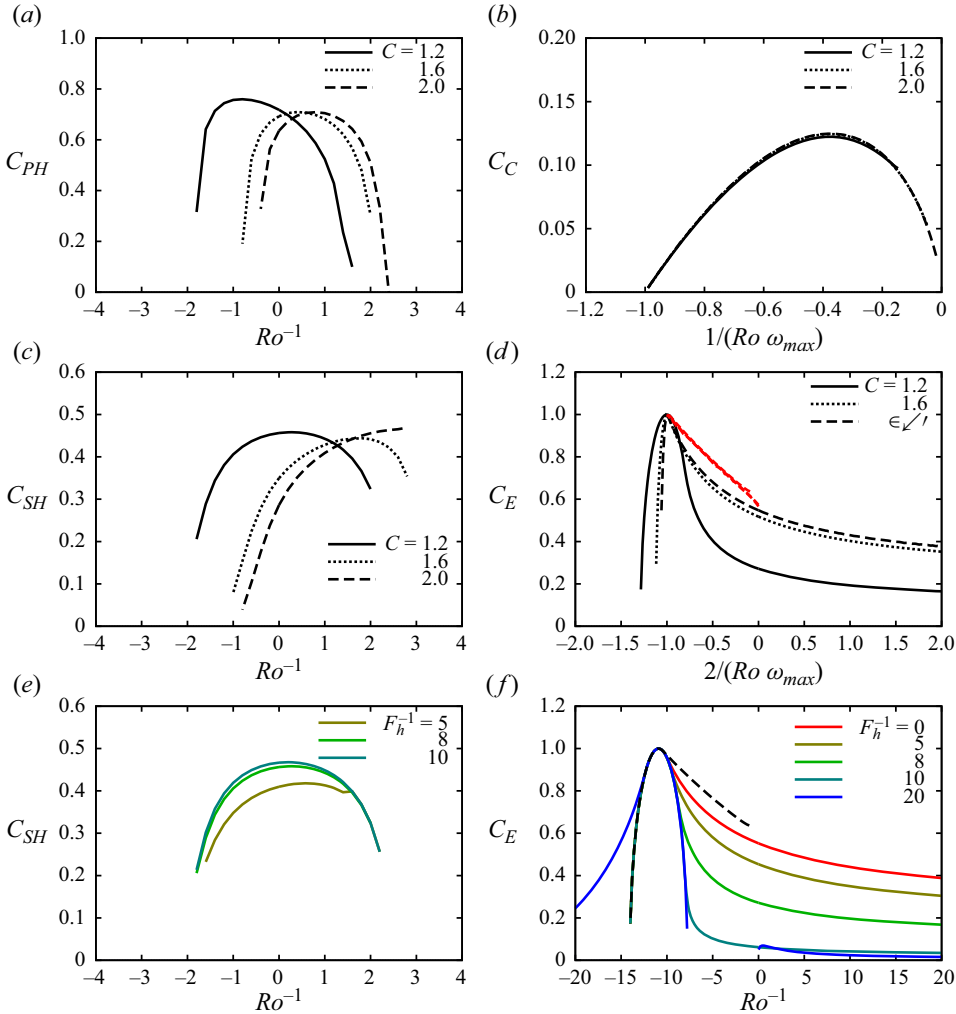 (a)
C = 1.2
1.6
2.0
1.0
0.8
0.6
0.4
0.2
0
C_PH
–4 –3 –2 –1 0 1 2 3 4
Ro^–1
(b)
C = 1.2
1.6
2.0
0.20
0.15
0.10
0.05
0
C_C
–1.2 –1.0 –0.8 –0.6 –0.4 –0.2 0
1/(Ro ω_max)
(c)
C = 1.2
1.6
2.0
0.6
0.5
0.4
0.3
0.2
0.1
0
C_SH
–4 –3 –2 –1 0 1 2 3 4
Ro^–1
(d)
C = 1.2
1.6
∈↙′
1.2
1.0
0.8
0.6
0.4
0.2
0
C_E
–2.0 –1.5 –1.0 –0.5 0 0.5 1.0 1.5 2.0
2/(Ro ω_max)
(e)
F_h^–1 = 5
8
10
0.6
0.5
0.4
0.3
0.2
0.1
0
C_SH
–4 –3 –2 –1 0 1 2 3 4
Ro^–1
(f)
F_h^–1 = 0
5
8
10
20
1.2
1.0
0.8
0.6
0.4
0.2
0
C_E
–20 –15 –10 –5 0 5 10 15 20
Ro^–1